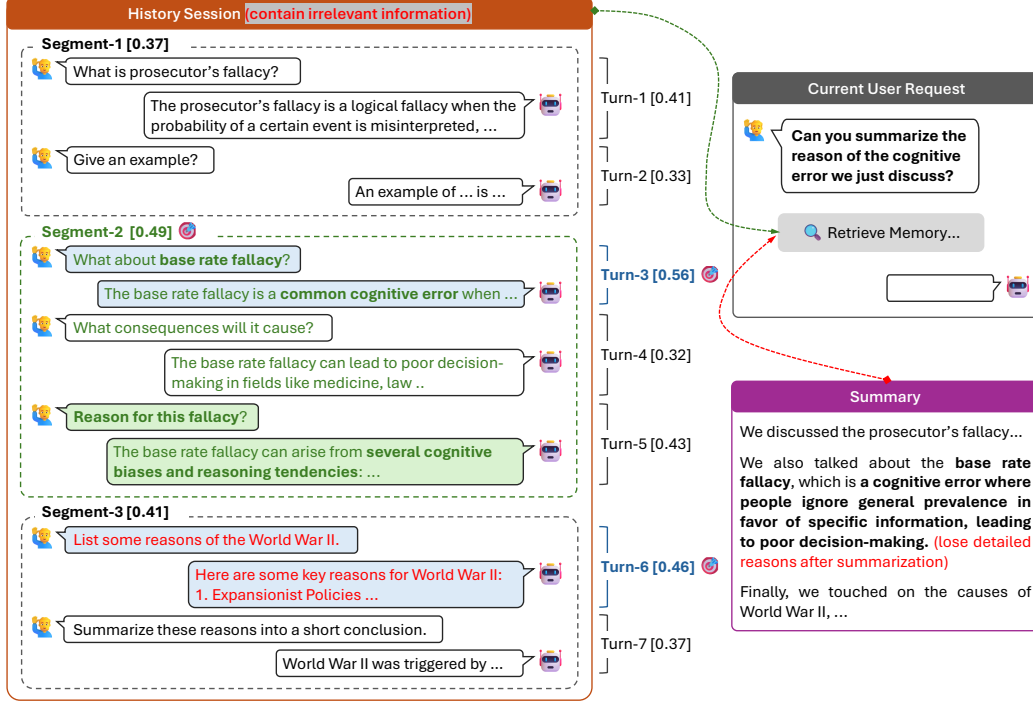 History Session (contain irrelevant information)
Segment-1 [0.37]
What is prosecutor's fallacy?
The prosecutor's fallacy is a logical fallacy when the
probability of a certain event is misinterpreted, ...
Turn-1 [0.41]
Give an example?
An example of ... is ...
Turn-2 [0.33]
Segment-2 [0.49]
What about base rate fallacy?
The base rate fallacy is a common cognitive error when ...
Turn-3 [0.56]
What consequences will it cause?
The base rate fallacy can lead to poor decision-
making in fields like medicine, law ..
Turn-4 [0.32]
Reason for this fallacy?
The base rate fallacy can arise from several cognitive
biases and reasoning tendencies: ...
Turn-5 [0.43]
Segment-3 [0.41]
List some reasons of the World War II.
Here are some key reasons for World War II:
1. Expansionist Policies ...
Turn-6 [0.46]
Summarize these reasons into a short conclusion.
World War II was triggered by ...
Turn-7 [0.37]
Current User Request
Can you summarize the
reason of the cognitive
error we just discuss?
Retrieve Memory...
Summary
We discussed the prosecutor's fallacy...
We also talked about the base rate
fallacy, which is a cognitive error where
people ignore general prevalence in
favor of specific information, leading
to poor decision-making. (lose detailed
reasons after summarization)
Finally, we touched on the causes of
World War II, ...